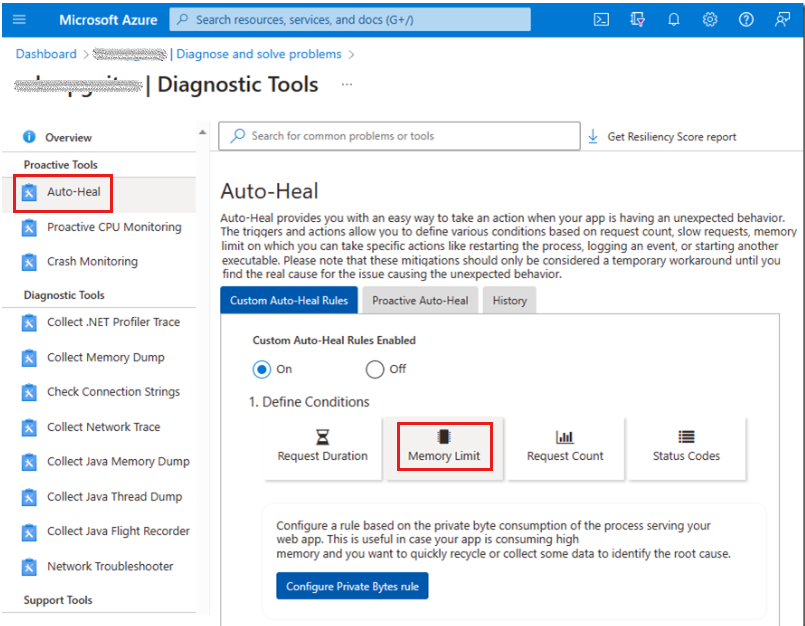 Microsoft Azure
Search resources, services, and docs (G+/)
Dashboard > | Diagnose and solve problems >
| Diagnostic Tools ...
Overview
Proactive Tools
Auto-Heal
Proactive CPU Monitoring
Crash Monitoring
Diagnostic Tools
Collect .NET Profiler Trace
Collect Memory Dump
Check Connection Strings
Collect Network Trace
Collect Java Memory Dump
Collect Java Thread Dump
Collect Java Flight Recorder
Network Troubleshooter
Support Tools
Search for common problems or tools
Get Resiliency Score report
Auto-Heal
Auto-Heal provides you with an easy way to take an action when your app is having an unexpected behavior.
The triggers and actions allow you to define various conditions based on request count, slow requests, memory
limit on which you can take specific actions like restarting the process, logging an event, or starting another
executable. Please note that these mitigations should only be considered a temporary workaround until you
find the real cause for the issue causing the unexpected behavior.
Custom Auto-Heal Rules
Proactive Auto-Heal
History
Custom Auto-Heal Rules Enabled
On
Off
1. Define Conditions
Request Duration
Memory Limit
Request Count
Status Codes
Configure a rule based on the private byte consumption of the process serving your
web app. This is useful in case your app is consuming high
memory and you want to quickly recycle or collect some data to identify the root cause.
Configure Private Bytes rule